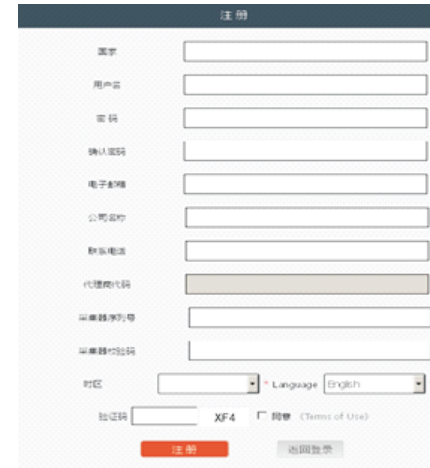 注册
国家
用户名
密码
确认密码
电子邮箱
公司名称
联系电话
代理商代码
采集器序列号
采集器校验码
时区 * Language English
验证码 XF4 同意 (Terms of Use)
注册 返回登录